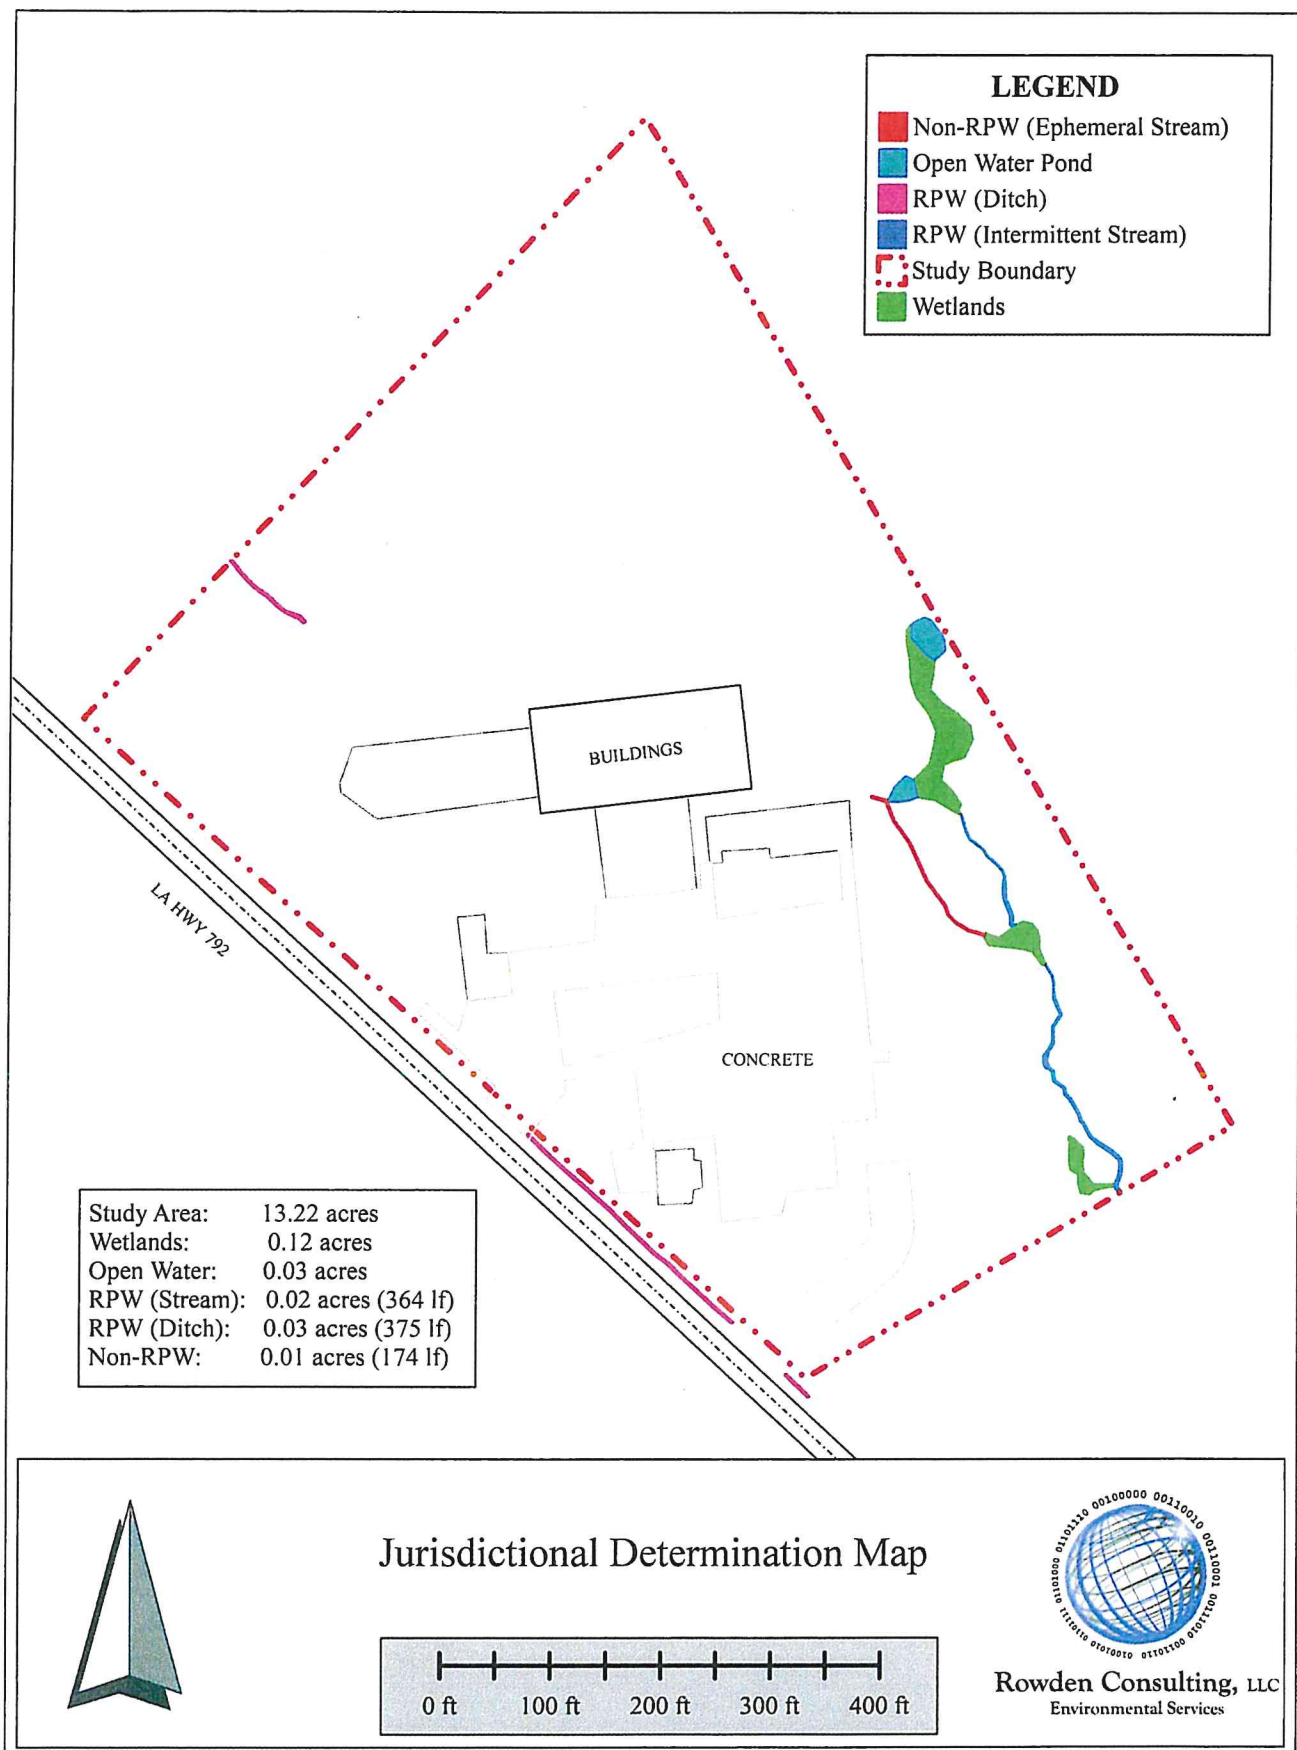 LEGEND
Non-RPW (Ephemeral Stream)
Open Water Pond
RPW (Ditch)
RPW (Intermittent Stream)
Study Boundary
Wetlands
BUILDINGS
LA HWY 792
CONCRETE
Study Area: 13.22 acres
Wetlands: 0.12 acres
Open Water: 0.03 acres
RPW (Stream): 0.02 acres (364 lf)
RPW (Ditch): 0.03 acres (375 lf)
Non-RPW: 0.01 acres (174 lf)
Jurisdictional Determination Map
0 ft 100 ft 200 ft 300 ft 400 ft
Rowden Consulting, LLC
Environmental Services